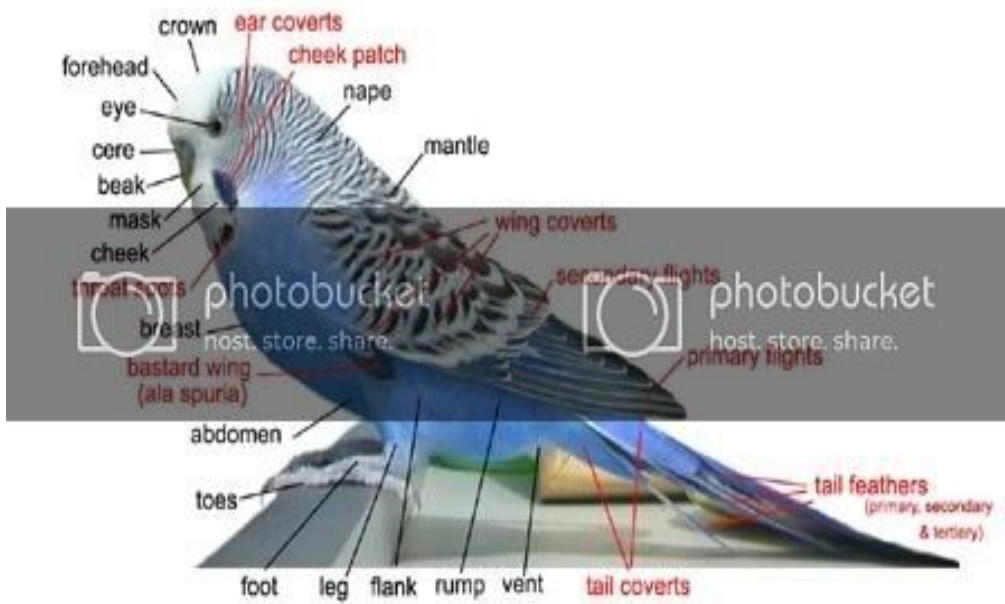 crown
ear coverts
forehead
cheek patch
eye
nape
cere
mantle
beak
mask
wing coverts
cheek
secondary flights
throat spots
photobucket
photobucket
breast
host. store. share.
host. store. share.
primary flights
bastard wing
(ala spuria)
abdomen
toes
tail feathers
(primary, secondary
& tertiery)
foot
leg
flank
rump
vent
tail coverts